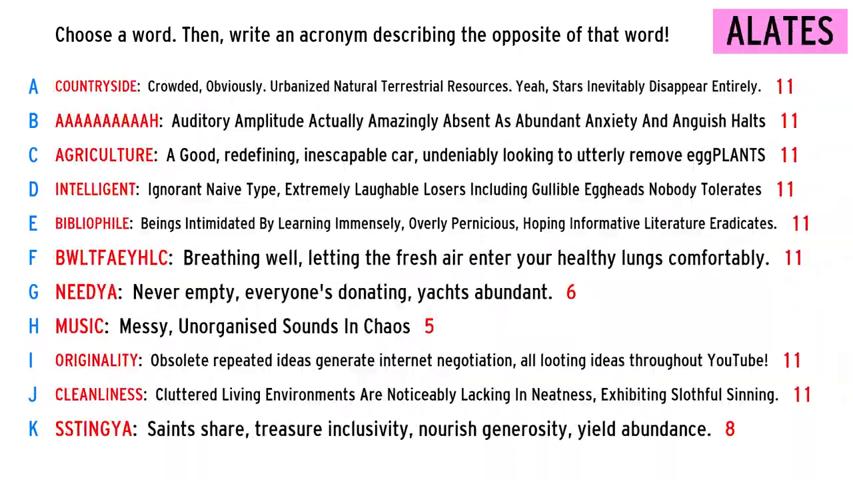 Choose a word. Then, write an acronym describing the opposite of that word!
ALATES
A COUNTRYSIDE: Crowded, Obviously. Urbanized Natural Terrestrial Resources. Yeah, Stars Inevitably Disappear Entirely. 11
B AAAAAAAAAAH: Auditory Amplitude Actually Amazingly Absent As Abundant Anxiety And Anguish Halts 11
C AGRICULTURE: A Good, redefining, inescapable car, undeniably looking to utterly remove eggPLANTS 11
D INTELLIGENT: Ignorant Naive Type, Extremely Laughable Losers Including Gullible Eggheads Nobody Tolerates 11
E BIBLIOPHILE: Beings Intimidated By Learning Immensely, Overly Pernicious, Hoping Informative Literature Eradicates. 11
F BWLTFAEYHLC: Breathing well, letting the fresh air enter your healthy lungs comfortably. 11
G NEEDYA: Never empty, everyone's donating, yachts abundant. 6
H MUSIC: Messy, Unorganised Sounds In Chaos 5
I ORIGINALITY: Obsolete repeated ideas generate internet negotiation, all looting ideas throughout YouTube! 11
J CLEANLINESS: Cluttered Living Environments Are Noticeably Lacking In Neatness, Exhibiting Slothful Sinning. 11
K SSTINGYA: Saints share, treasure inclusivity, nourish generosity, yield abundance. 8